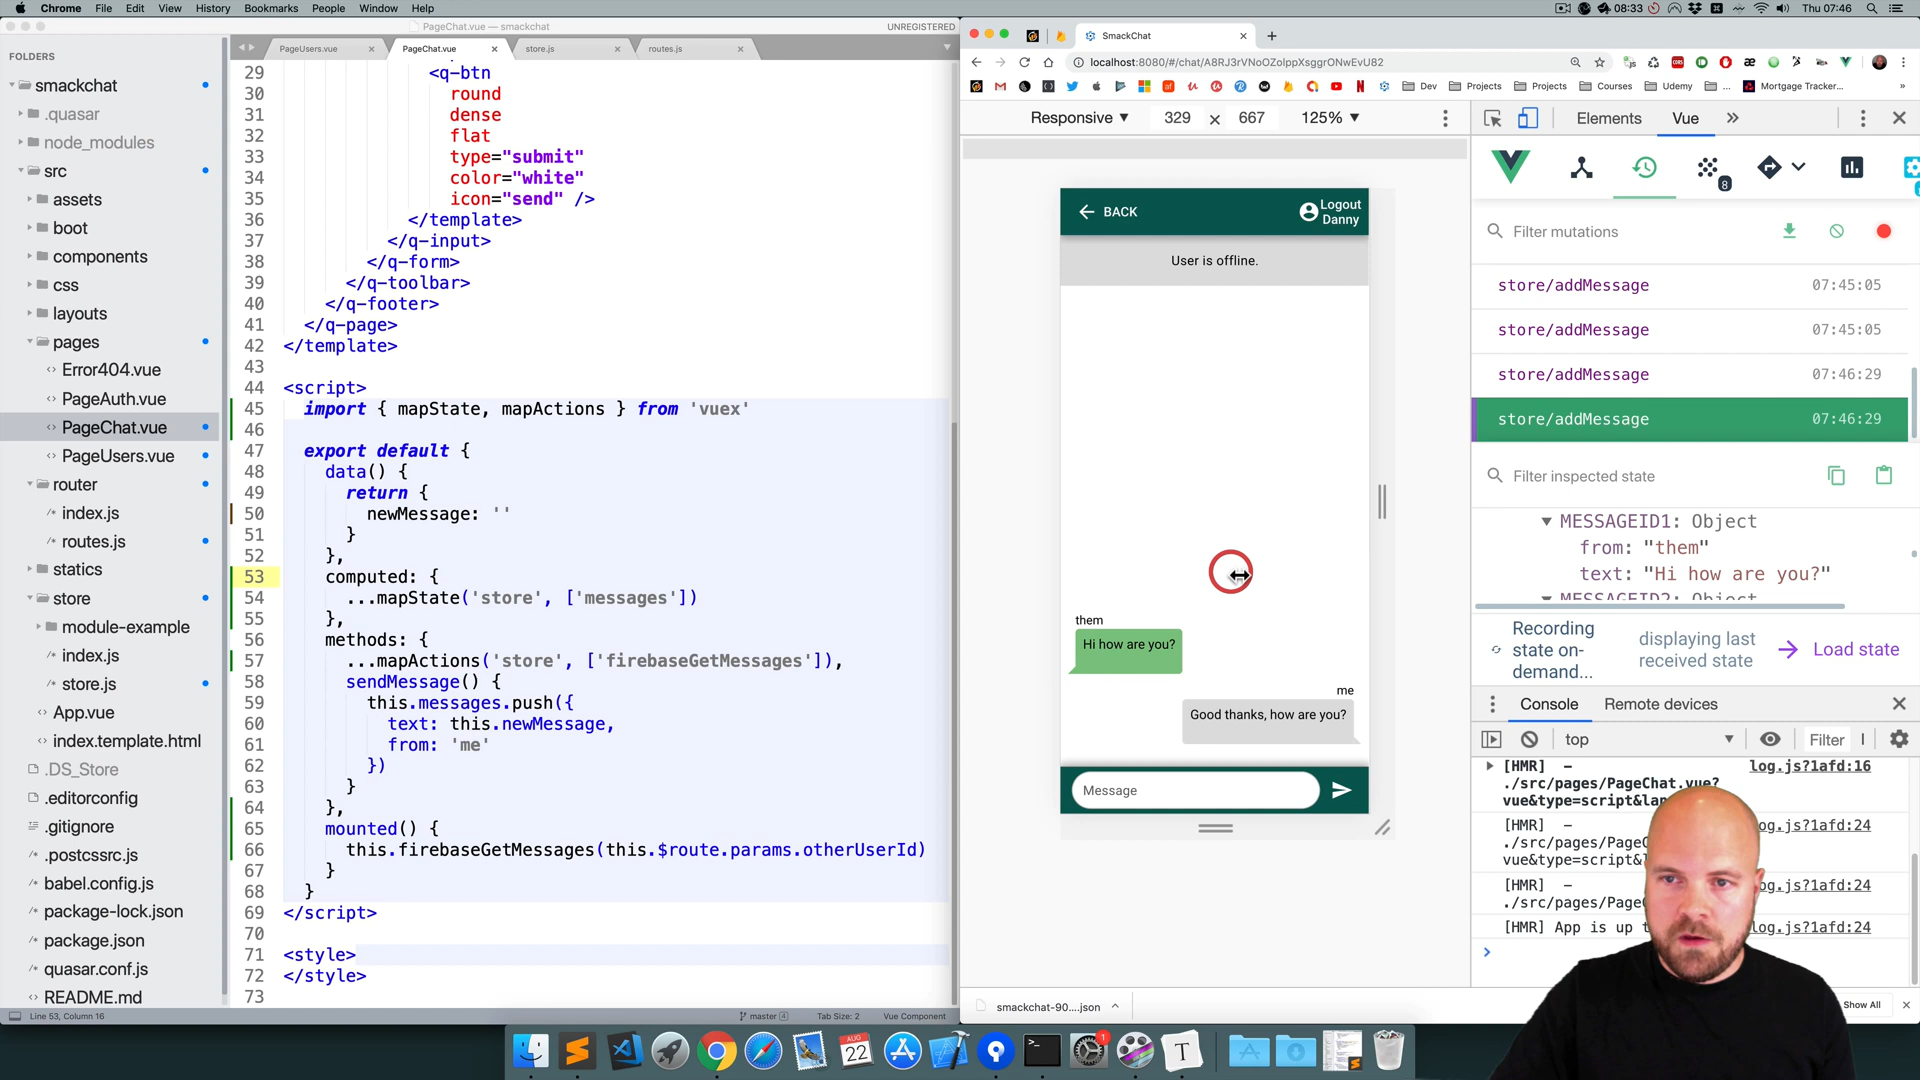 Chrome File Edit View History Bookmarks People Window Help
08:33 Thu 07:46
PageChat.vue — smackchat
UNREGISTERED
FOLDERS
smackchat
.quasar
node_modules
src
assets
boot
components
css
layouts
pages
Error404.vue
PageAuth.vue
PageChat.vue
PageUsers.vue
router
index.js
routes.js
statics
store
module-example
index.js
store.js
App.vue
index.template.html
.DS_Store
.editorconfig
.gitignore
.postcssrc.js
babel.config.js
package-lock.json
package.json
quasar.conf.js
README.md
PageUsers.vue PageChat.vue store.js routes.js
29 <q-btn
30 round
31 dense
32 flat
33 type="submit"
34 color="white"
35 icon="send" />
36 </template>
37 </q-input>
38 </q-form>
39 </q-toolbar>
40 </q-footer>
41 </q-page>
42 </template>
43
44 <script>
45 import { mapState, mapActions } from 'vuex'
46
47 export default {
48 data() {
49 return {
50 newMessage: ''
51 }
52 },
53 computed: {
54 ...mapState('store', ['messages'])
55 },
56 methods: {
57 ...mapActions('store', ['firebaseGetMessages']),
58 sendMessage() {
59 this.messages.push({
60 text: this.newMessage,
61 from: 'me'
62 })
63 }
64 },
65 mounted() {
66 this.firebaseGetMessages(this.$route.params.otherUserId)
67 }
68 }
69 </script>
70
71 <style>
72 </style>
73
Line 53, Column 16
master 4
Tab Size: 2
Vue Component
SmackChat
localhost:8080/#/chat/A8RJ3rVNoOZolppXsggrONwEvU82
Dev Projects Projects Courses Udemy ... Mortgage Tracker...
Responsive 329 × 667 125%
BACK
Logout
Danny
User is offline.
them
Hi how are you?
me
Good thanks, how are you?
Message
Elements Vue
8
Filter mutations
store/addMessage 07:45:05
store/addMessage 07:45:05
store/addMessage 07:46:29
store/addMessage 07:46:29
Filter inspected state
MESSAGEID1: Object
from: "them"
text: "Hi how are you?"
MESSAGEID2: Object
Recording
state on-
demand...
displaying last
received state
Load state
Console Remote devices
top Filter
[HMR] - log.js?1afd:16
./src/pages/PageChat.vue?
vue&type=script&lan
[HMR] - og.js?1afd:24
./src/pages/PageC
vue&type=script&l
[HMR] - og.js?1afd:24
./src/pages/PageC
[HMR] App is up t log.js?1afd:24
smackchat-90....json
Show All
AUG
22
1